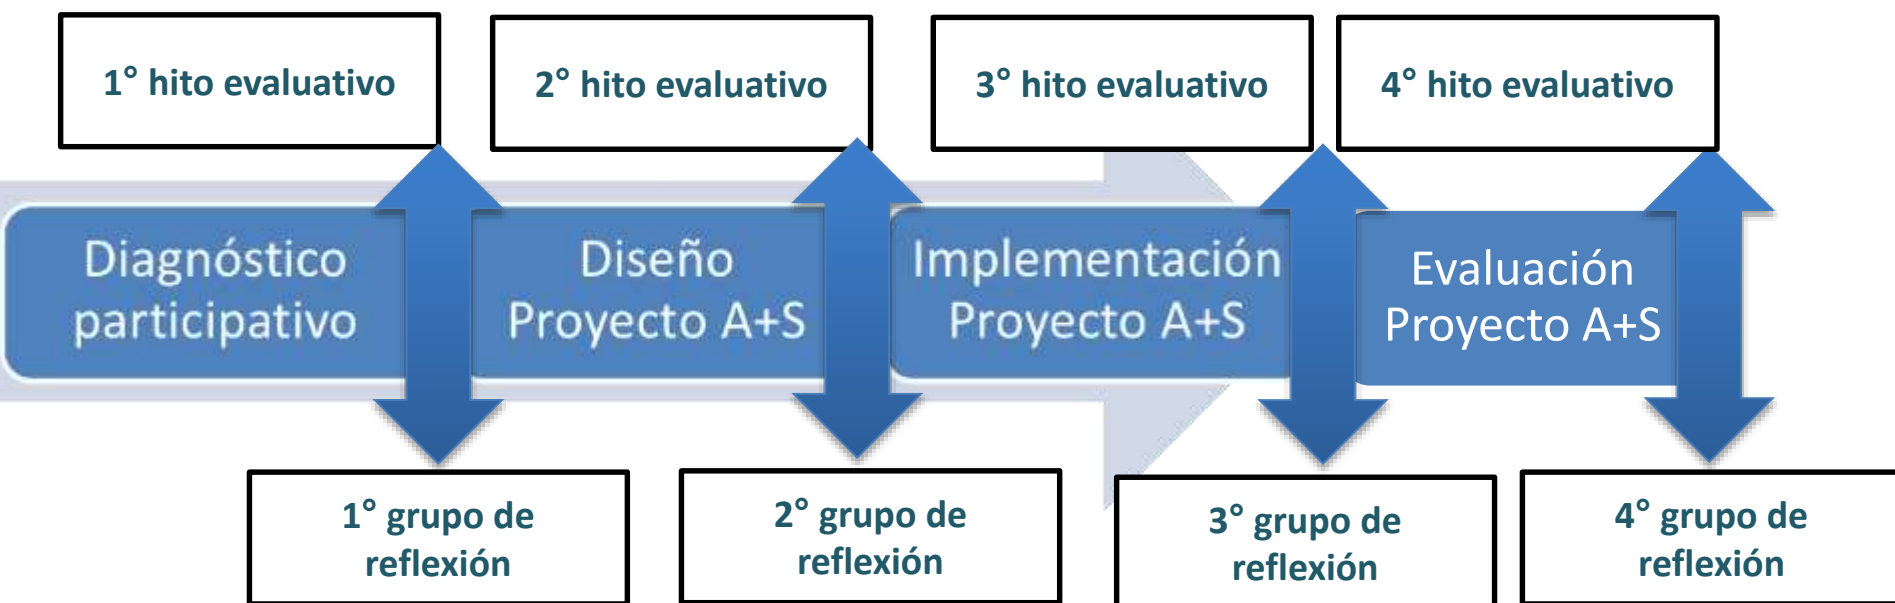 1° hito evaluativo
2° hito evaluativo
3° hito evaluativo
4° hito evaluativo
Diagnóstico
participativo
Diseño
Proyecto A+S
Implementación
Proyecto A+S
Evaluación
Proyecto A+S
1° grupo de
reflexión
2° grupo de
reflexión
3° grupo de
reflexión
4° grupo de
reflexión